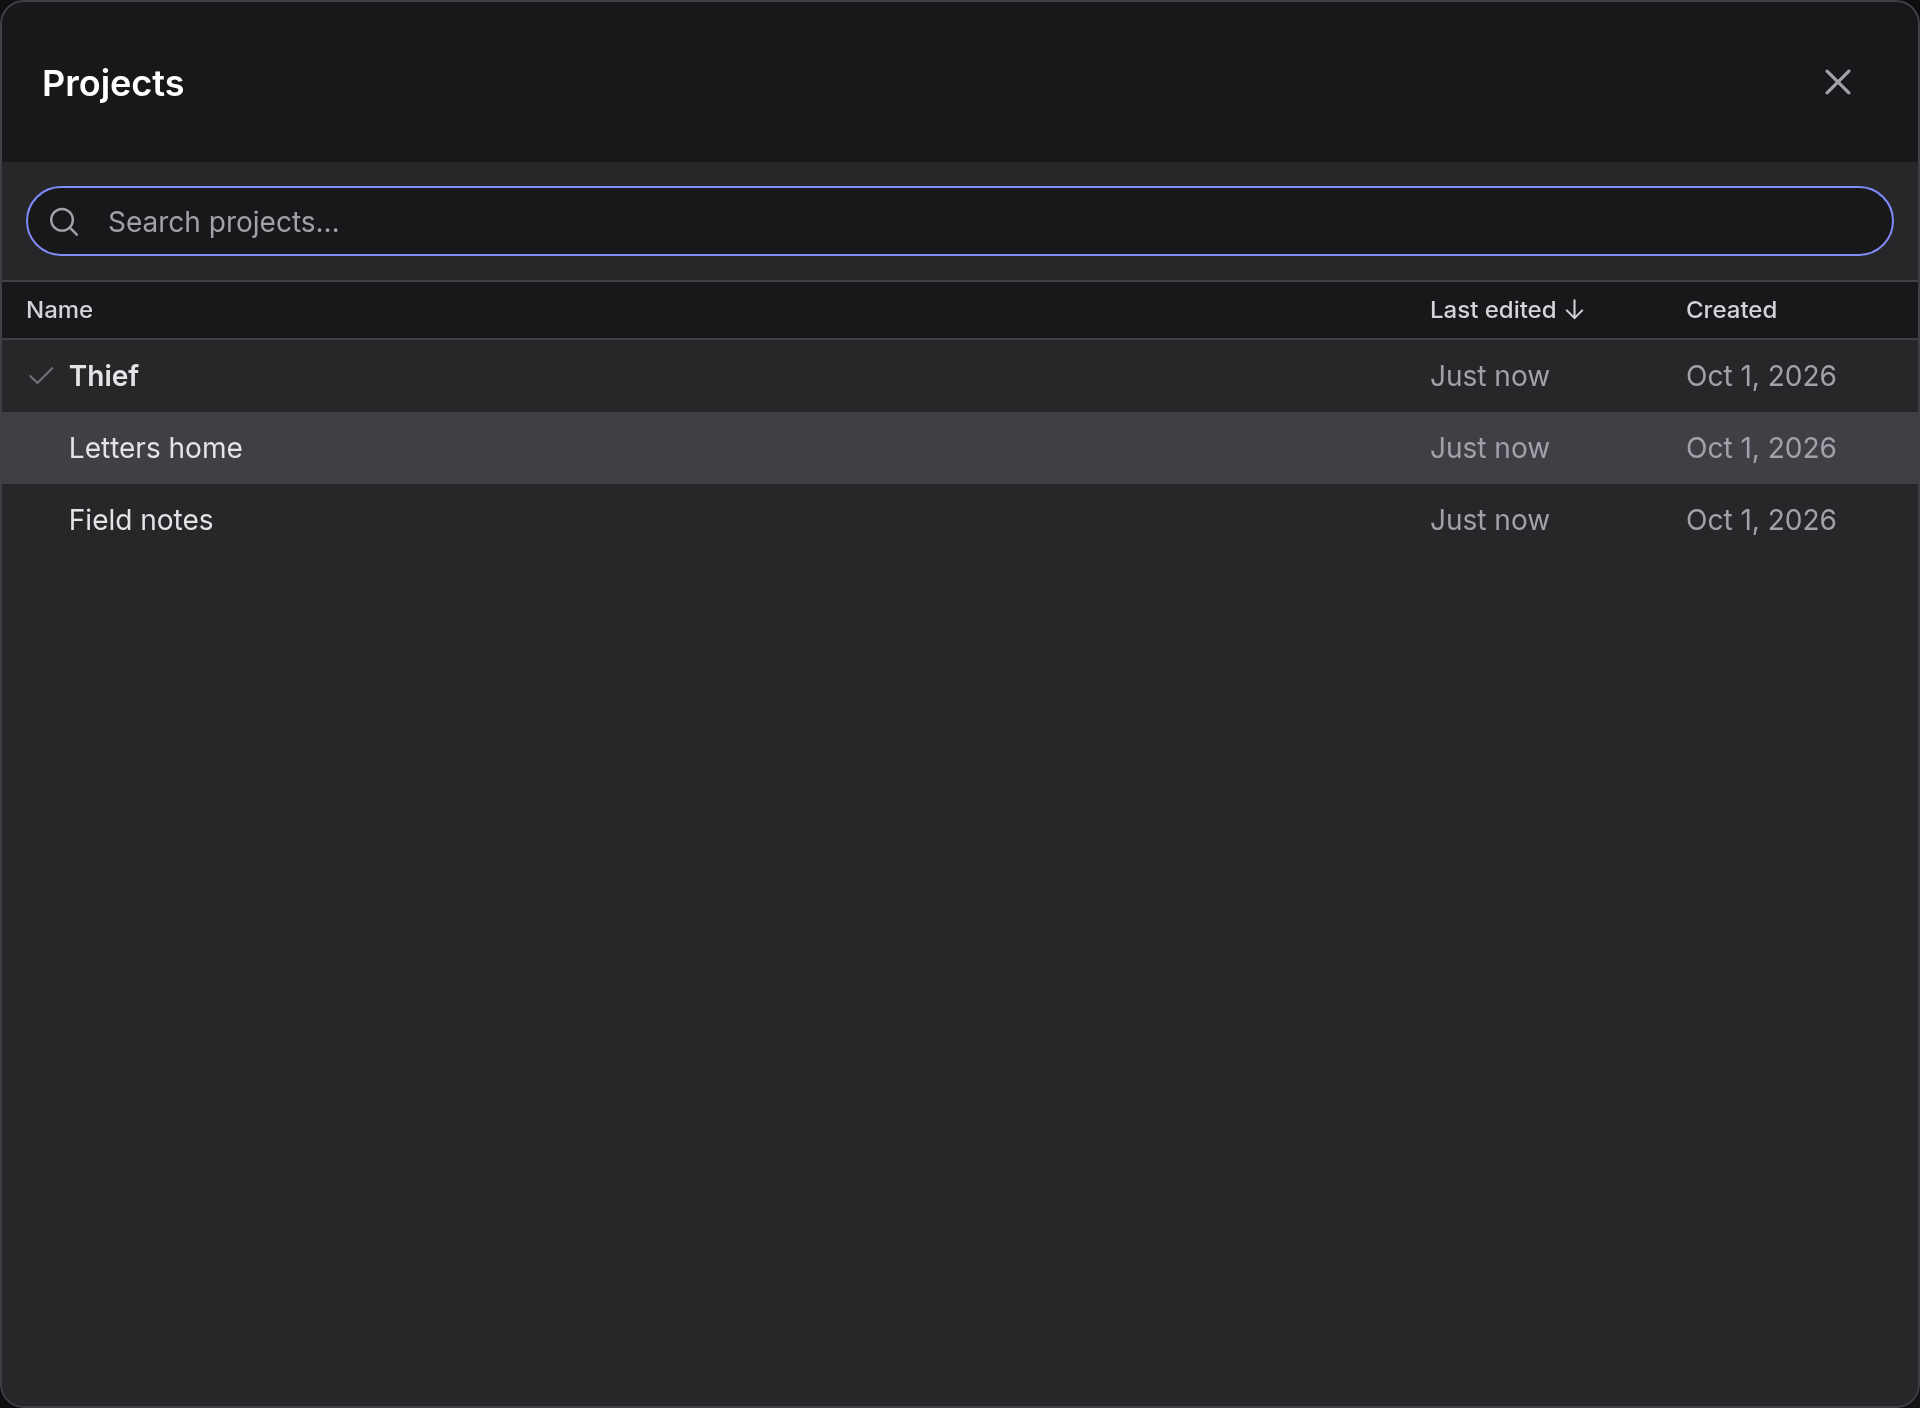 Projects
Search projects...
Name Last edited Created
Thief Just now Oct 1, 2026
Letters home Just now Oct 1, 2026
Field notes Just now Oct 1, 2026